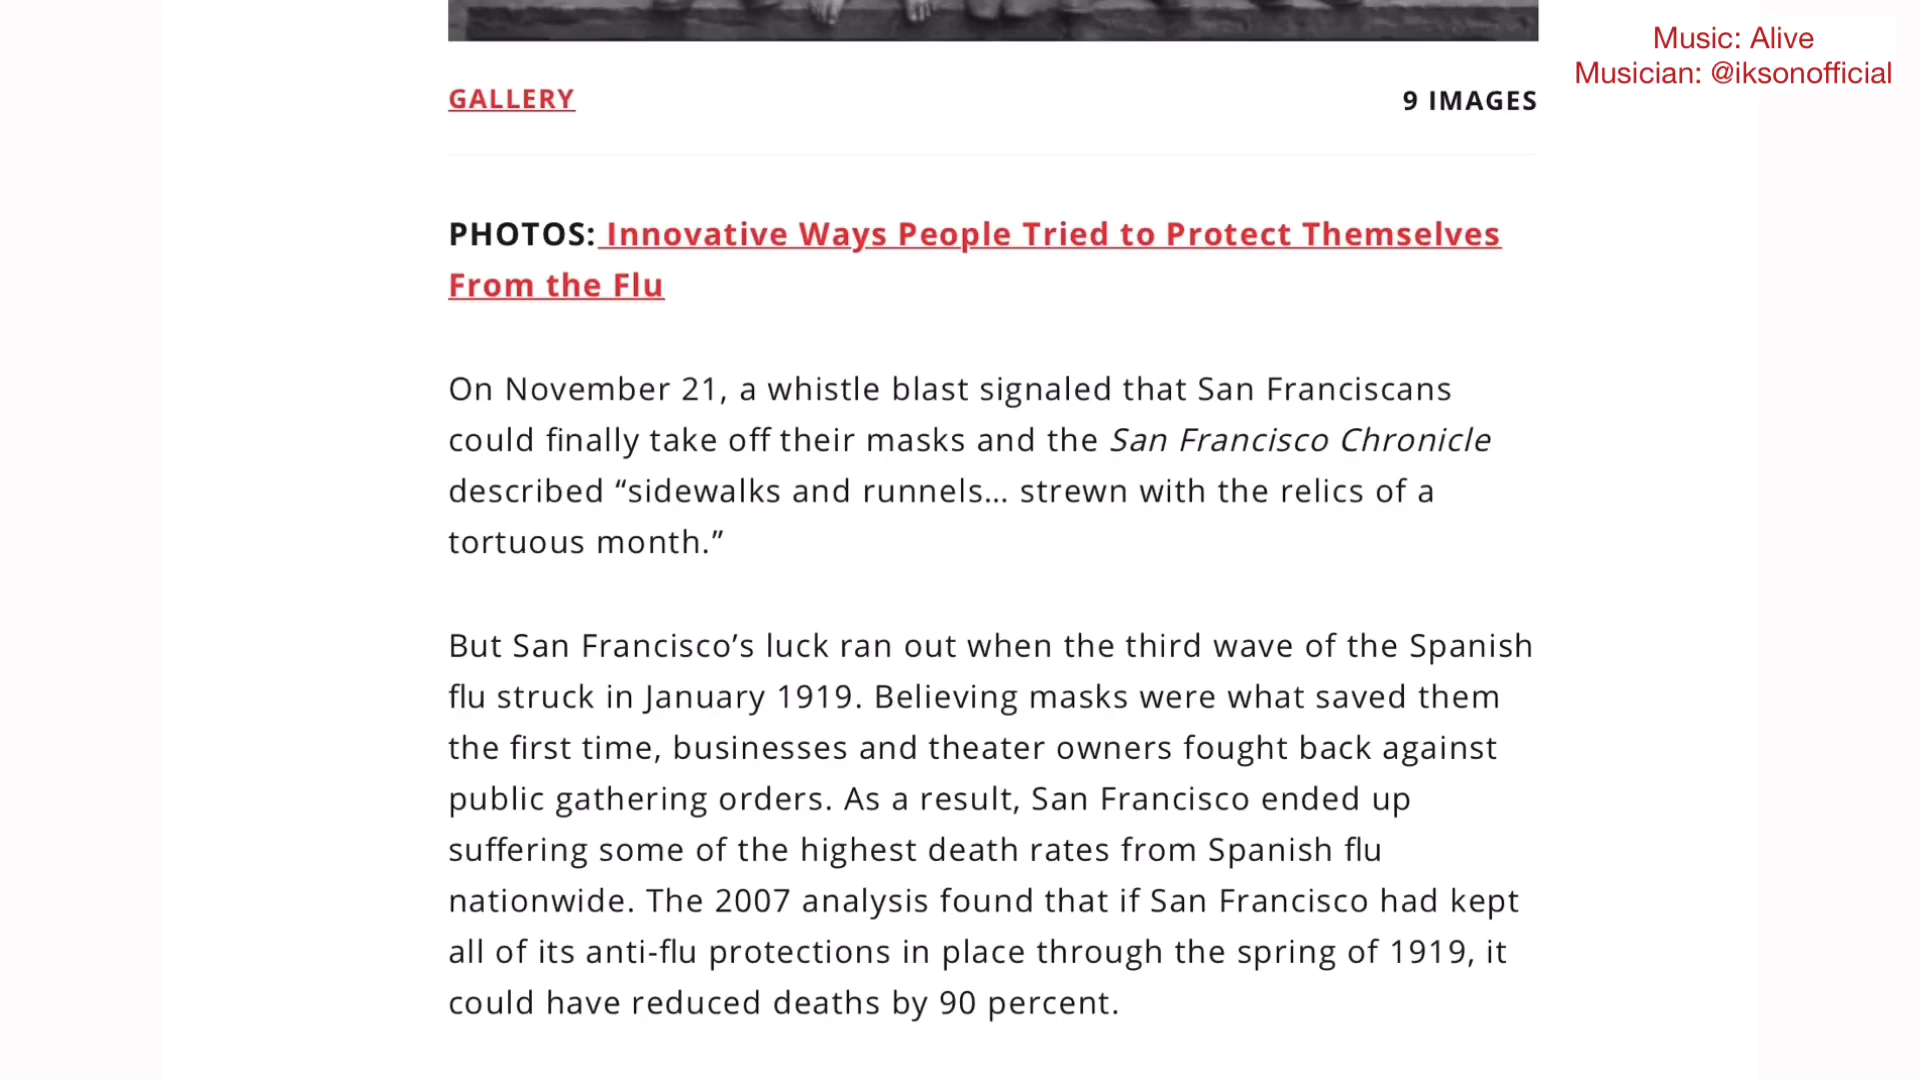 Music: Alive
Musician: @iksonofficial
GALLERY
9 IMAGES
PHOTOS: Innovative Ways People Tried to Protect Themselves
From the Flu
On November 21, a whistle blast signaled that San Franciscans
could finally take off their masks and the San Francisco Chronicle
described “sidewalks and runnels… strewn with the relics of a
tortuous month.”
But San Francisco’s luck ran out when the third wave of the Spanish
flu struck in January 1919. Believing masks were what saved them
the first time, businesses and theater owners fought back against
public gathering orders. As a result, San Francisco ended up
suffering some of the highest death rates from Spanish flu
nationwide. The 2007 analysis found that if San Francisco had kept
all of its anti-flu protections in place through the spring of 1919, it
could have reduced deaths by 90 percent.